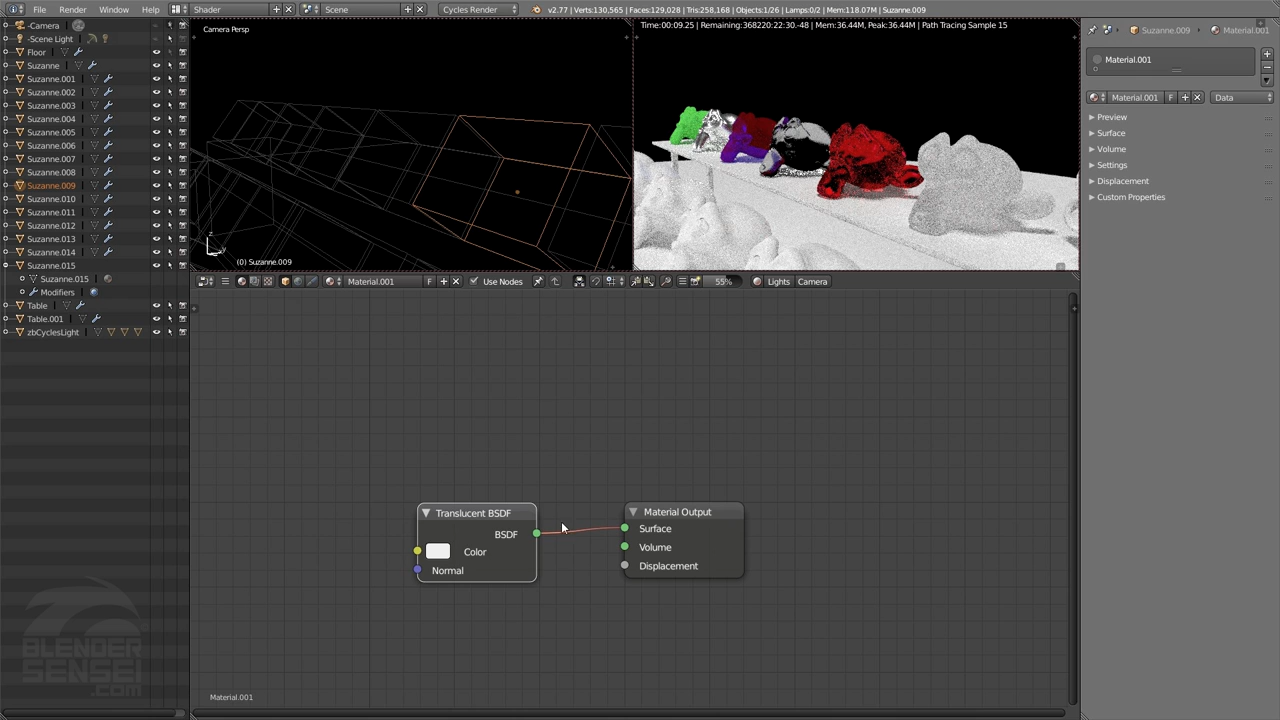 File Render Window Help Shader Scene Cycles Render v2.77 | Verts:130,565 | Faces:129,028 | Tris:258,168 | Objects:1/26 | Lamps:0/2 | Mem:118.07M | Suzanne.009
-Camera
-Scene Light
Floor
Suzanne
Suzanne.001
Suzanne.002
Suzanne.003
Suzanne.004
Suzanne.005
Suzanne.006
Suzanne.007
Suzanne.008
Suzanne.009
Suzanne.010
Suzanne.011
Suzanne.012
Suzanne.013
Suzanne.014
Suzanne.015
Suzanne.015
Modifiers
Table
Table.001
zbCyclesLight
Camera Persp
z
y
(0) Suzanne.009
Time:00:09.25 | Remaining:368220:22:30.-48 | Mem:36.44M, Peak:36.44M | Path Tracing Sample 15
Material.001 F Use Nodes 55% Lights Camera
Translucent BSDF
BSDF
Color
Normal
Material Output
Surface
Volume
Displacement
Material.001
Suzanne.009 Material.001
Material.001
Material.001 F Data
Preview
Surface
Volume
Settings
Displacement
Custom Properties
BLENDER
SENSEI
.COM